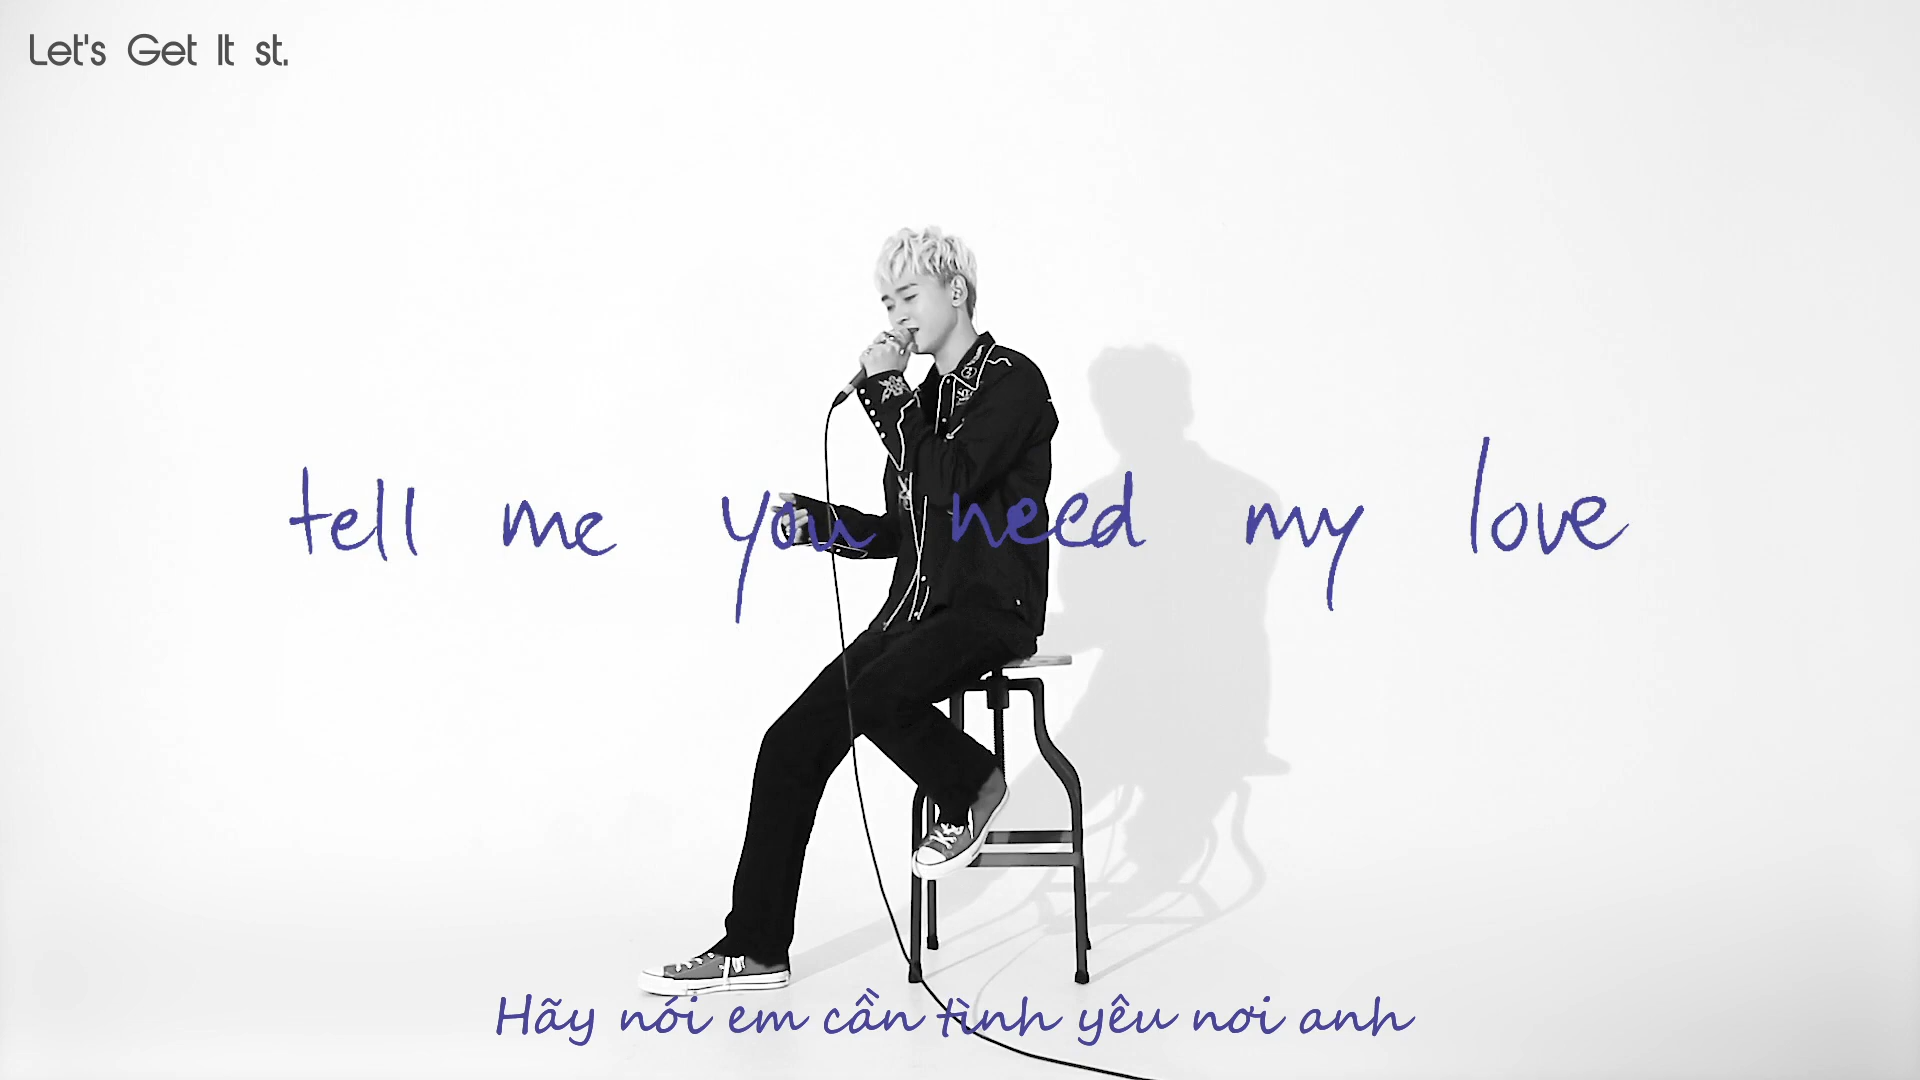 Let's Get It st.
tell me you need my love
Hãy nói em cần tình yêu nơi anh